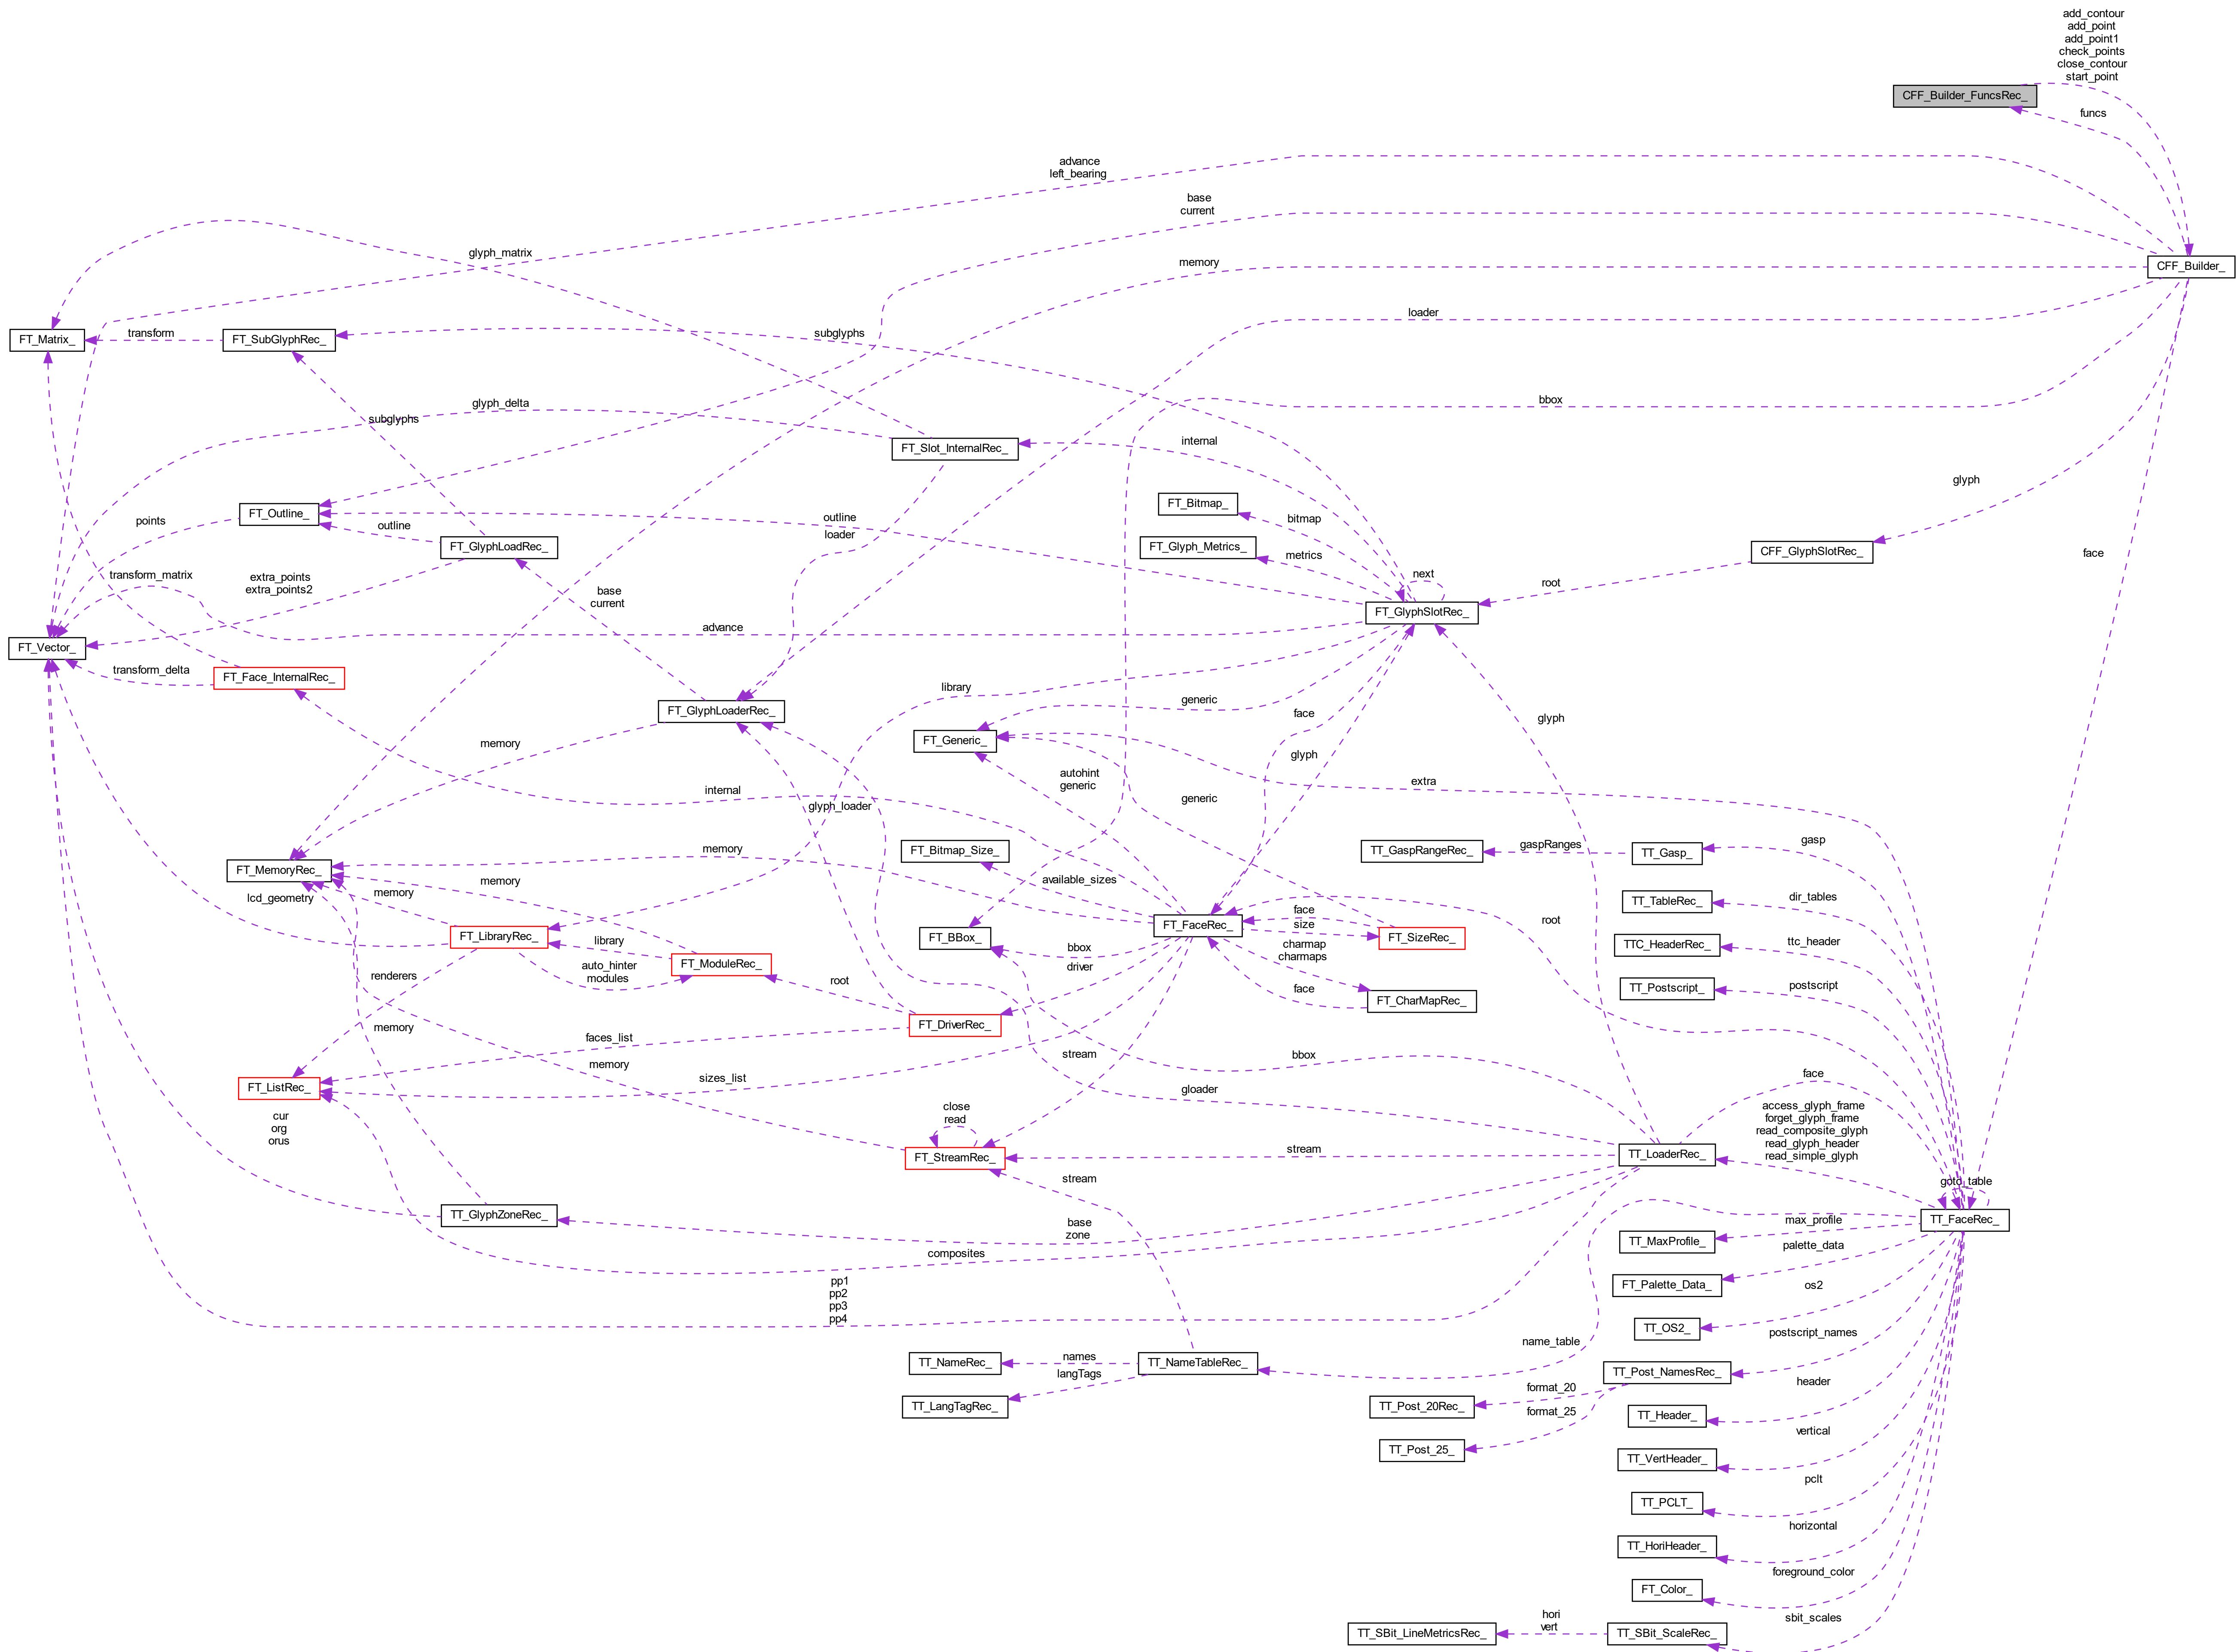 add_contour
add_point
add_point1
check_points
close_contour
start_point
CFF_Builder_FuncsRec_
funcs
advance
left_bearing
base
current
glyph_matrix
memory
CFF_Builder_
loader
FT_Matrix_
transform
FT_SubGlyphRec_
subglyphs
bbox
glyph_delta
subglyphs
FT_Slot_InternalRec_
internal
glyph
FT_Bitmap_
FT_Outline_
points
outline
outline
loader
bitmap
FT_GlyphLoadRec_
FT_Glyph_Metrics_
metrics
CFF_GlyphSlotRec_
face
transform_matrix
extra_points
extra_points2
base
current
next
root
FT_GlyphSlotRec_
advance
FT_Vector_
transform_delta
FT_Face_InternalRec_
library
generic
FT_GlyphLoaderRec_
face
glyph
memory
FT_Generic_
glyph
autohint
generic
extra
internal
glyph_loader
generic
gasp
memory
FT_Bitmap_Size_
TT_GaspRangeRec_
gaspRanges
TT_Gasp_
FT_MemoryRec_
memory
memory
available_sizes
lcd_geometry
TT_TableRec_
dir_tables
face
size
root
FT_LibraryRec_
library
FT_BBox_
FT_FaceRec_
FT_SizeRec_
TTC_HeaderRec_
ttc_header
bbox
driver
charmap
charmaps
renderers
auto_hinter
modules
FT_ModuleRec_
root
face
FT_CharMapRec_
TT_Postscript_
postscript
memory
faces_list
FT_DriverRec_
stream
bbox
memory
sizes_list
gloader
face
FT_ListRec_
cur
org
orus
close
read
access_glyph_frame
forget_glyph_frame
read_composite_glyph
read_glyph_header
read_simple_glyph
FT_StreamRec_
stream
TT_LoaderRec_
stream
goto_table
TT_GlyphZoneRec_
base
zone
max_profile
TT_FaceRec_
composites
TT_MaxProfile_
palette_data
pp1
pp2
pp3
pp4
FT_Palette_Data_
os2
TT_OS2_
postscript_names
name_table
TT_NameRec_
names
TT_NameTableRec_
langTags
TT_Post_NamesRec_
header
TT_LangTagRec_
TT_Post_20Rec_
format_20
format_25
TT_Header_
vertical
TT_Post_25_
TT_VertHeader_
pclt
TT_PCLT_
horizontal
TT_HoriHeader_
foreground_color
FT_Color_
sbit_scales
TT_SBit_LineMetricsRec_
hori
vert
TT_SBit_ScaleRec_